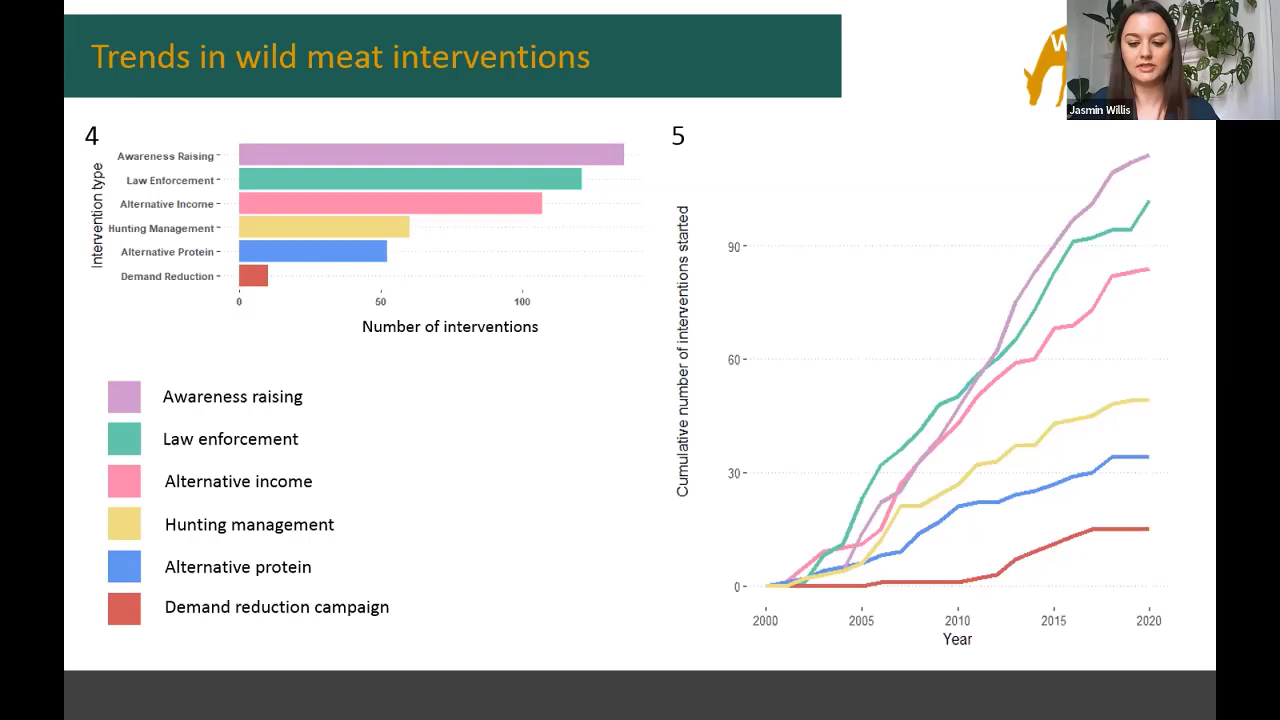 Trends in wild meat interventions
W
Jasmin Willis
4
Intervention type
Awareness Raising
Law Enforcement
Alternative Income
Hunting Management
Alternative Protein
Demand Reduction
0 50 100
Number of interventions
Awareness raising
Law enforcement
Alternative income
Hunting management
Alternative protein
Demand reduction campaign
5
Cumulative number of interventions started
90
60
30
0
2000 2005 2010 2015 2020
Year